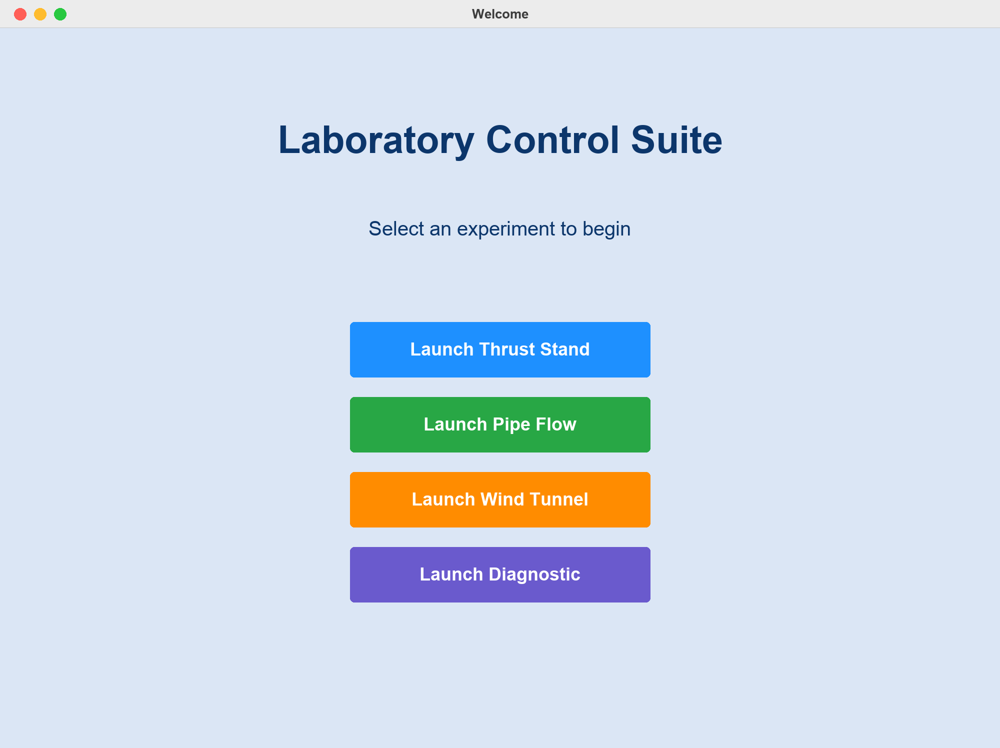 Welcome
Laboratory Control Suite
Select an experiment to begin
Launch Thrust Stand
Launch Pipe Flow
Launch Wind Tunnel
Launch Diagnostic